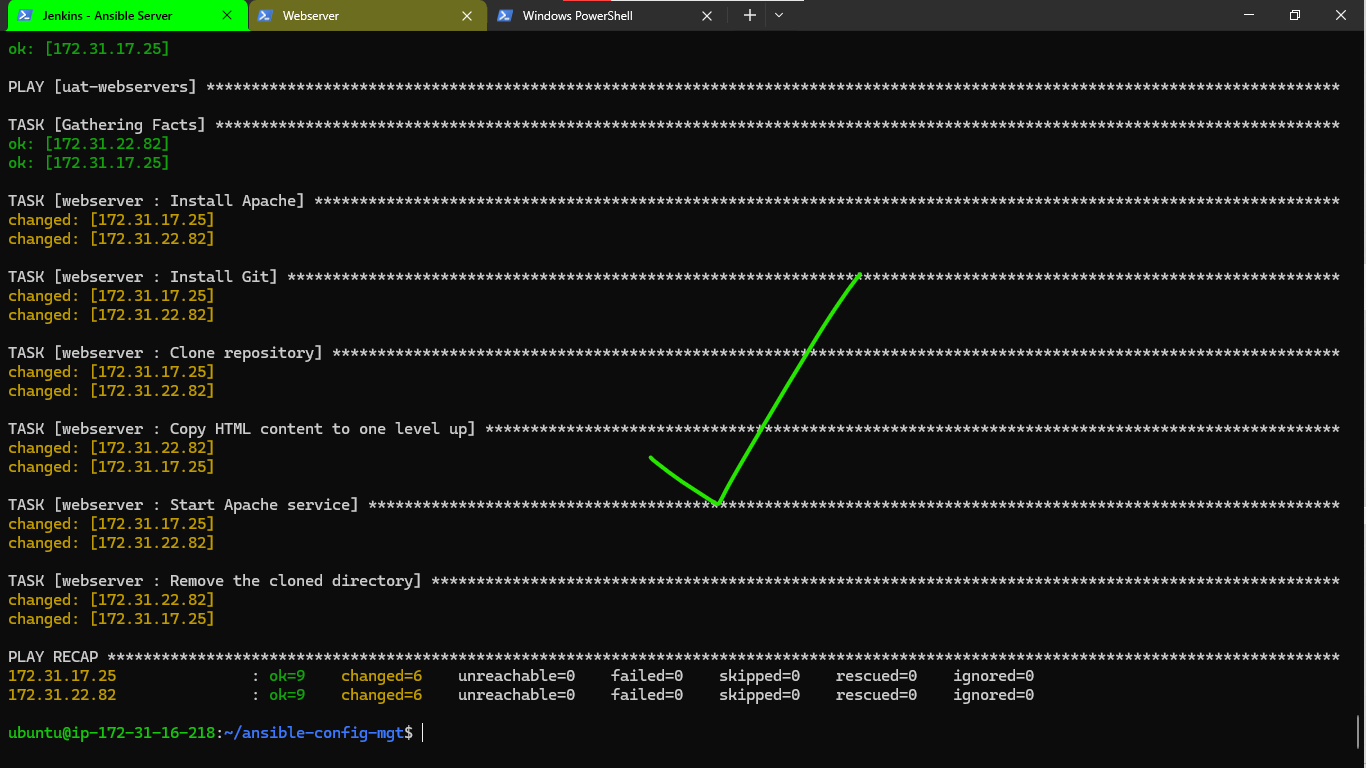 Jenkins - Ansible Server
Webserver
Windows PowerShell
ok: [172.31.17.25]
PLAY [uat-webservers] ******************************************************************************************************************************
TASK [Gathering Facts] *****************************************************************************************************************************
ok: [172.31.22.82]
ok: [172.31.17.25]
TASK [webserver : Install Apache] ******************************************************************************************************************
changed: [172.31.17.25]
changed: [172.31.22.82]
TASK [webserver : Install Git] *********************************************************************************************************************
changed: [172.31.17.25]
changed: [172.31.22.82]
TASK [webserver : Clone repository] ****************************************************************************************************************
changed: [172.31.17.25]
changed: [172.31.22.82]
TASK [webserver : Copy HTML content to one level up] ***********************************************************************************************
changed: [172.31.22.82]
changed: [172.31.17.25]
TASK [webserver : Start Apache service] ************************************************************************************************************
changed: [172.31.17.25]
changed: [172.31.22.82]
TASK [webserver : Remove the cloned directory] *****************************************************************************************************
changed: [172.31.22.82]
changed: [172.31.17.25]
PLAY RECAP *****************************************************************************************************************************************
172.31.17.25               : ok=9    changed=6    unreachable=0    failed=0    skipped=0    rescued=0    ignored=0
172.31.22.82               : ok=9    changed=6    unreachable=0    failed=0    skipped=0    rescued=0    ignored=0
ubuntu@ip-172-31-16-218:~/ansible-config-mgt$